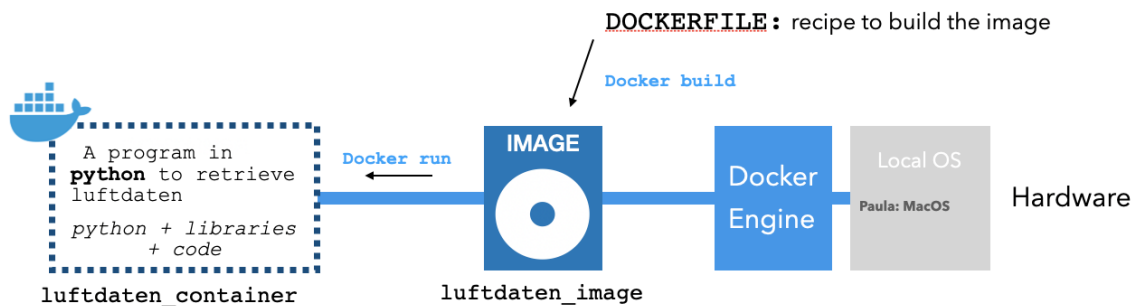 DOCKERFILE: recipe to build the image
Docker build
A program in
python to retrieve
luftdaten
python + libraries
+ code
luftdaten_container
Docker run
IMAGE
luftdaten_image
Docker
Engine
Local OS
Paula: MacOS
Hardware